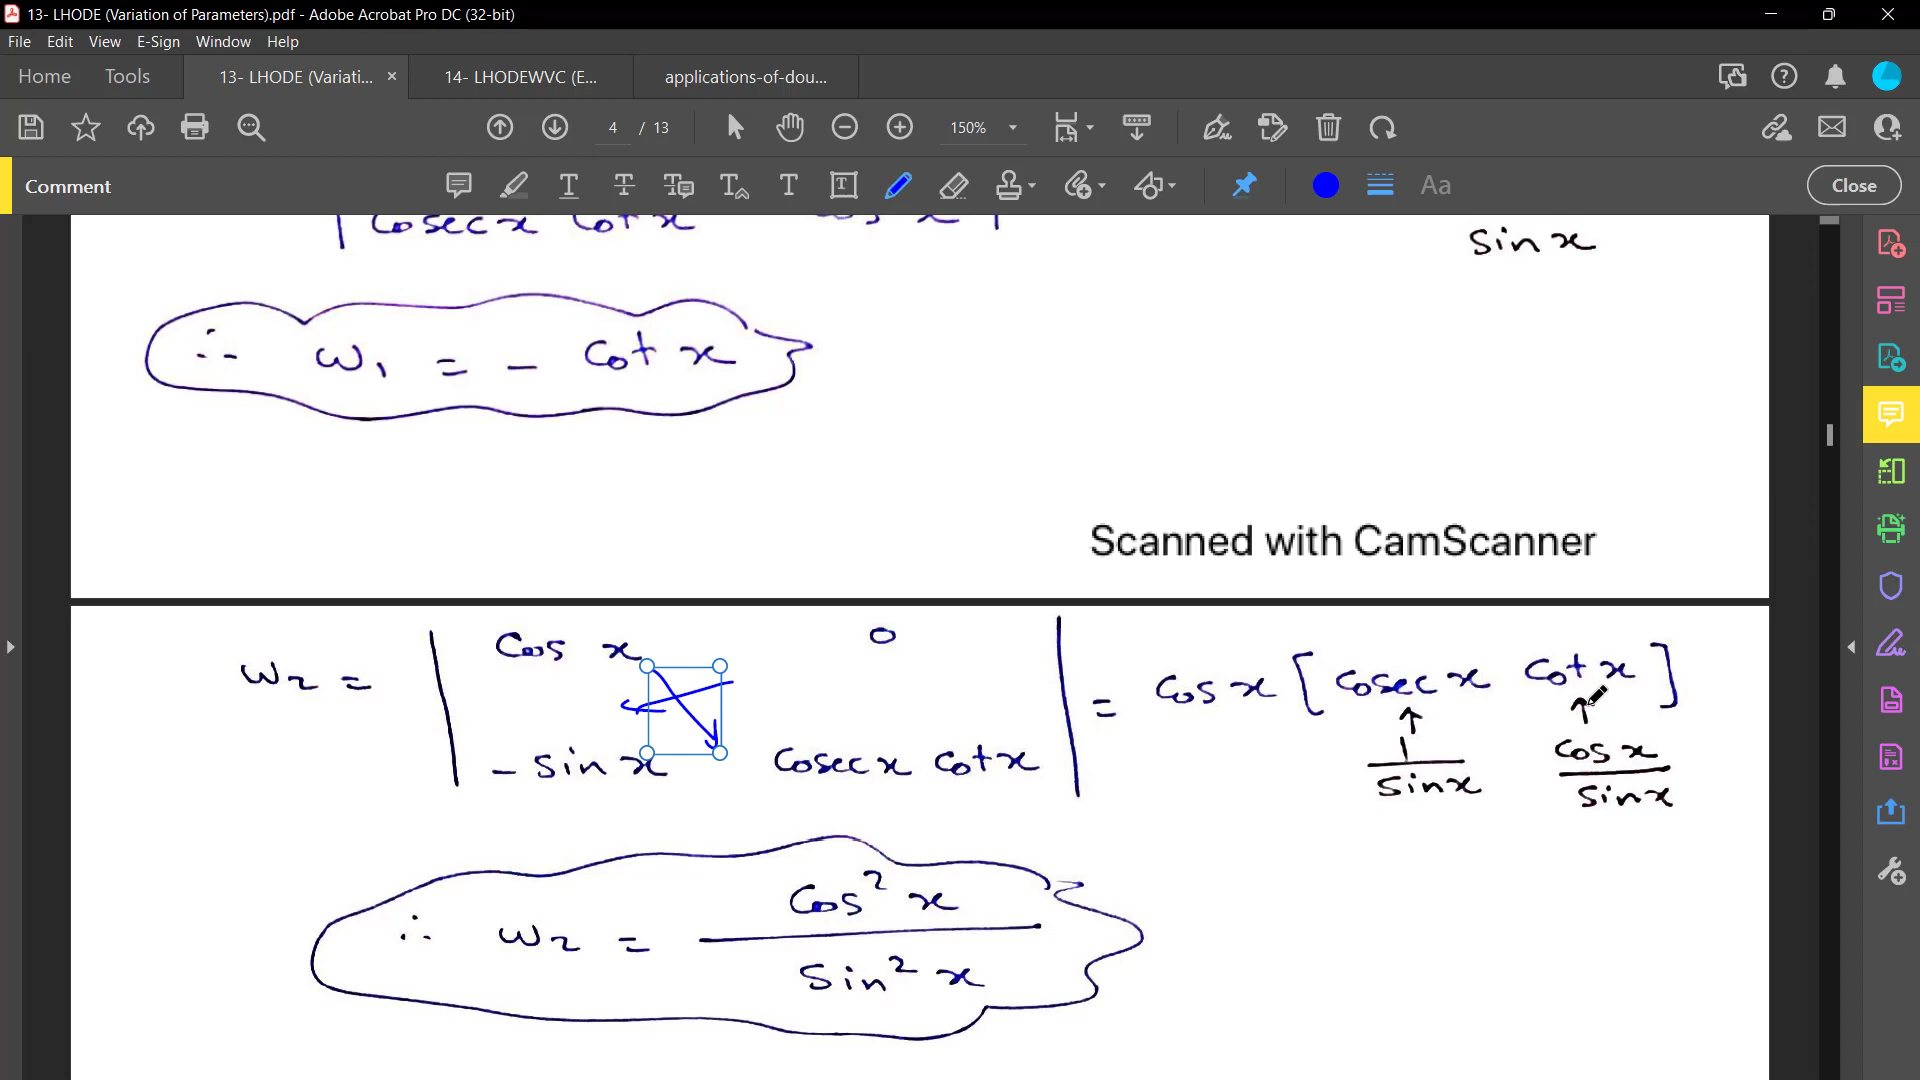 13- LHODE (Variation of Parameters).pdf - Adobe Acrobat Pro DC (32-bit)
File Edit View E-Sign Window Help
Home Tools 13- LHODE (Variati... × 14- LHODEWVC (E... applications-of-dou...
4 / 13 150%
Comment Aa Close
Cosec x Cot x
sin x
∴ w₁ = - Cot x
Scanned with CamScanner
w₂ = | Cos x 0 | = Cos x [ Cosec x Cot x ]
- sin x Cosec x Cot x
1 / sin x cos x / sin x
∴ w₂ = Cos² x / Sin² x